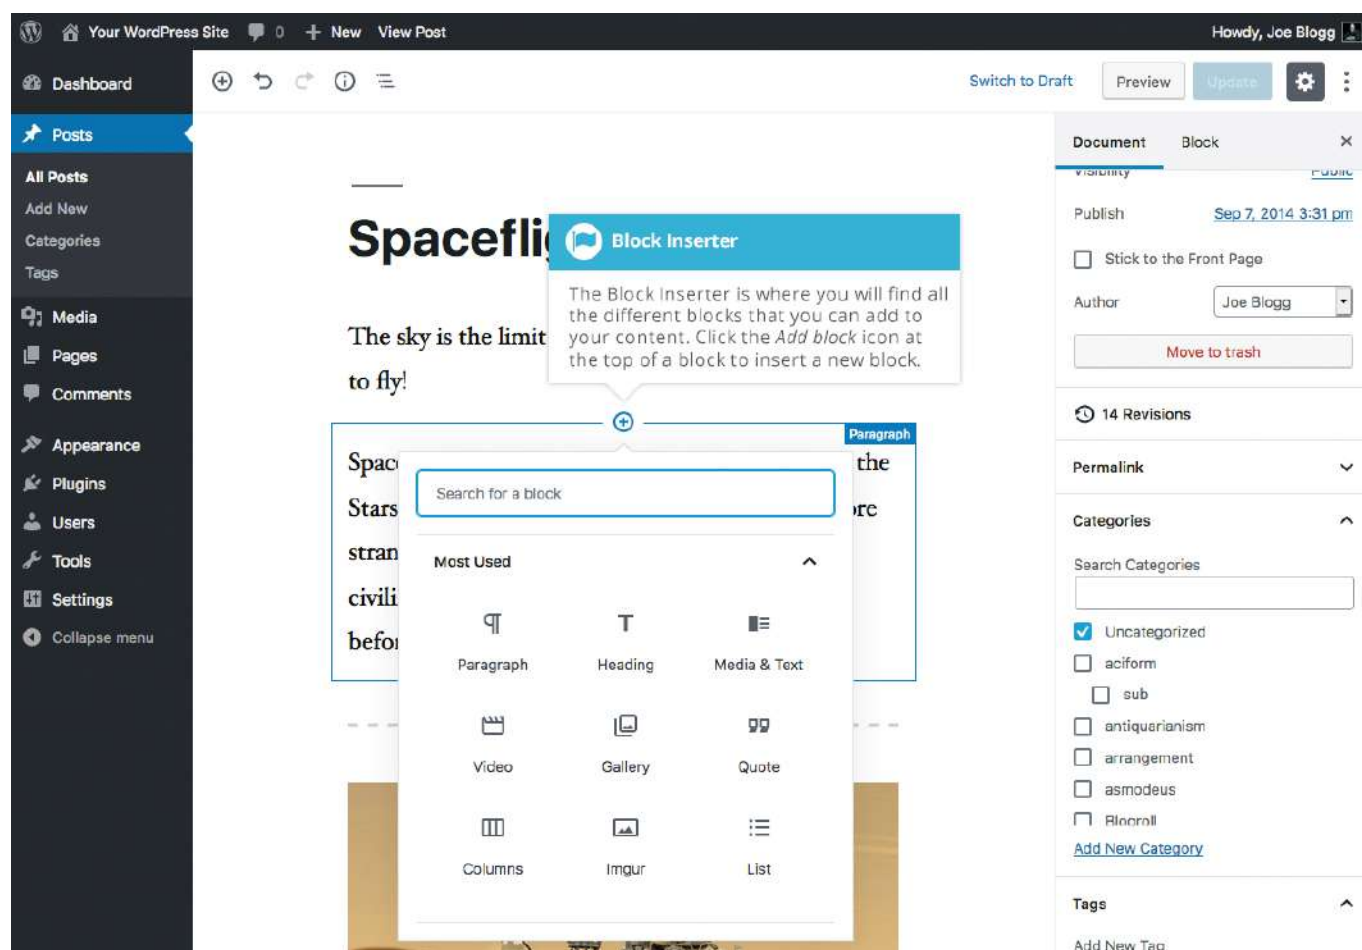 Your WordPress Site 0 New View Post Howdy, Joe Blogg
Dashboard
Switch to Draft Preview Update
Posts
All Posts
Add New
Categories
Tags
Media
Pages
Comments
Appearance
Plugins
Users
Tools
Settings
Collapse menu
Spacefli
Block Inserter
The Block Inserter is where you will find all
the different blocks that you can add to
your content. Click the Add block icon at
the top of a block to insert a new block.
The sky is the limit
to fly!
Paragraph
Spac the
Stars ore
stran
civili
befor
Search for a block
Most Used
Paragraph Heading Media & Text
Video Gallery Quote
Columns Imgur List
Document Block
Visibility Public
Publish Sep 7, 2014 3:31 pm
Stick to the Front Page
Author Joe Blogg
Move to trash
14 Revisions
Permalink
Categories
Search Categories
Uncategorized
aciform
sub
antiquarianism
arrangement
asmodeus
Blogroll
Add New Category
Tags
Add New Tag